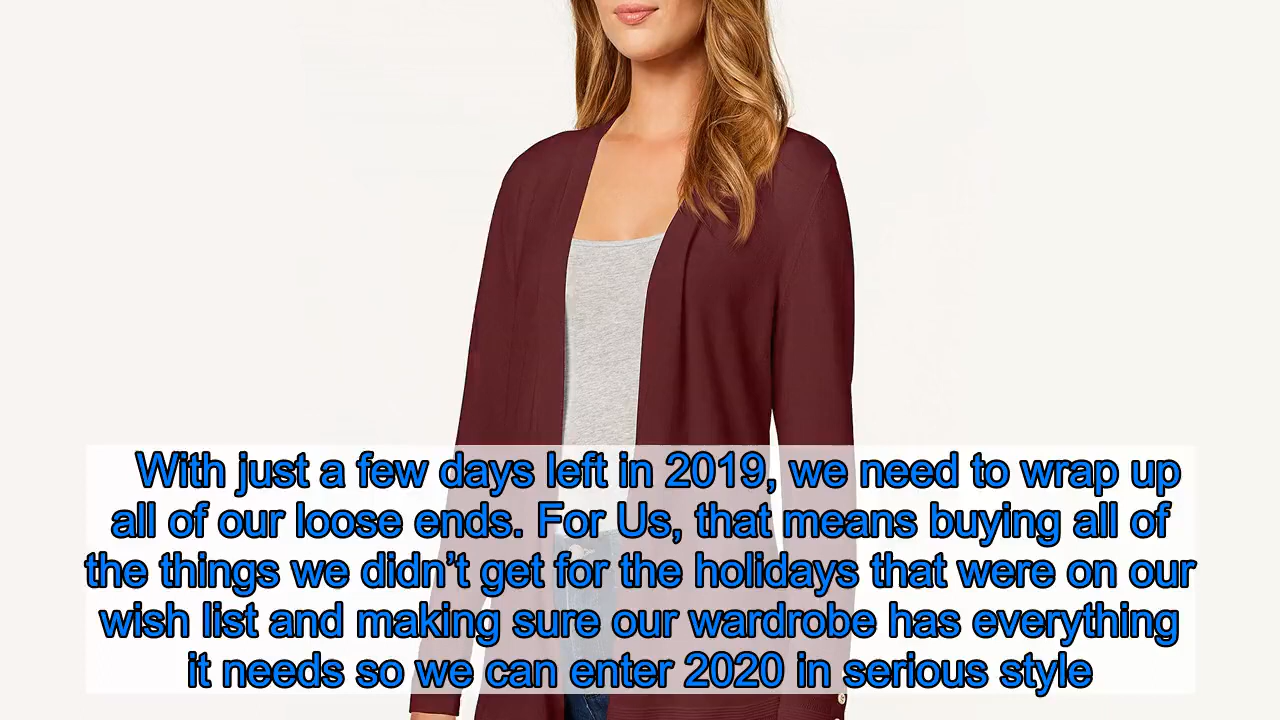 With just a few days left in 2019, we need to wrap up
all of our loose ends. For Us, that means buying all of
the things we didn’t get for the holidays that were on our
wish list and making sure our wardrobe has everything
it needs so we can enter 2020 in serious style